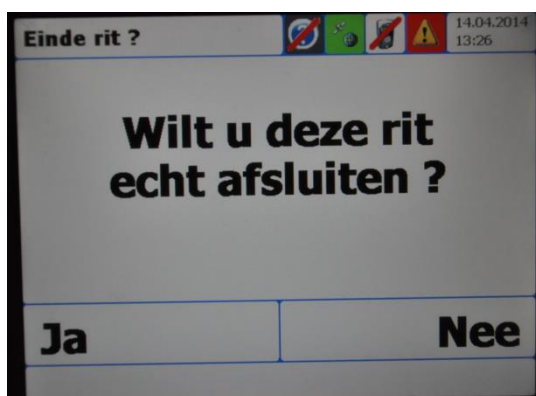 Einde rit ?
14.04.2014
13:26
Wilt u deze rit
echt afsluiten ?
Ja
Nee